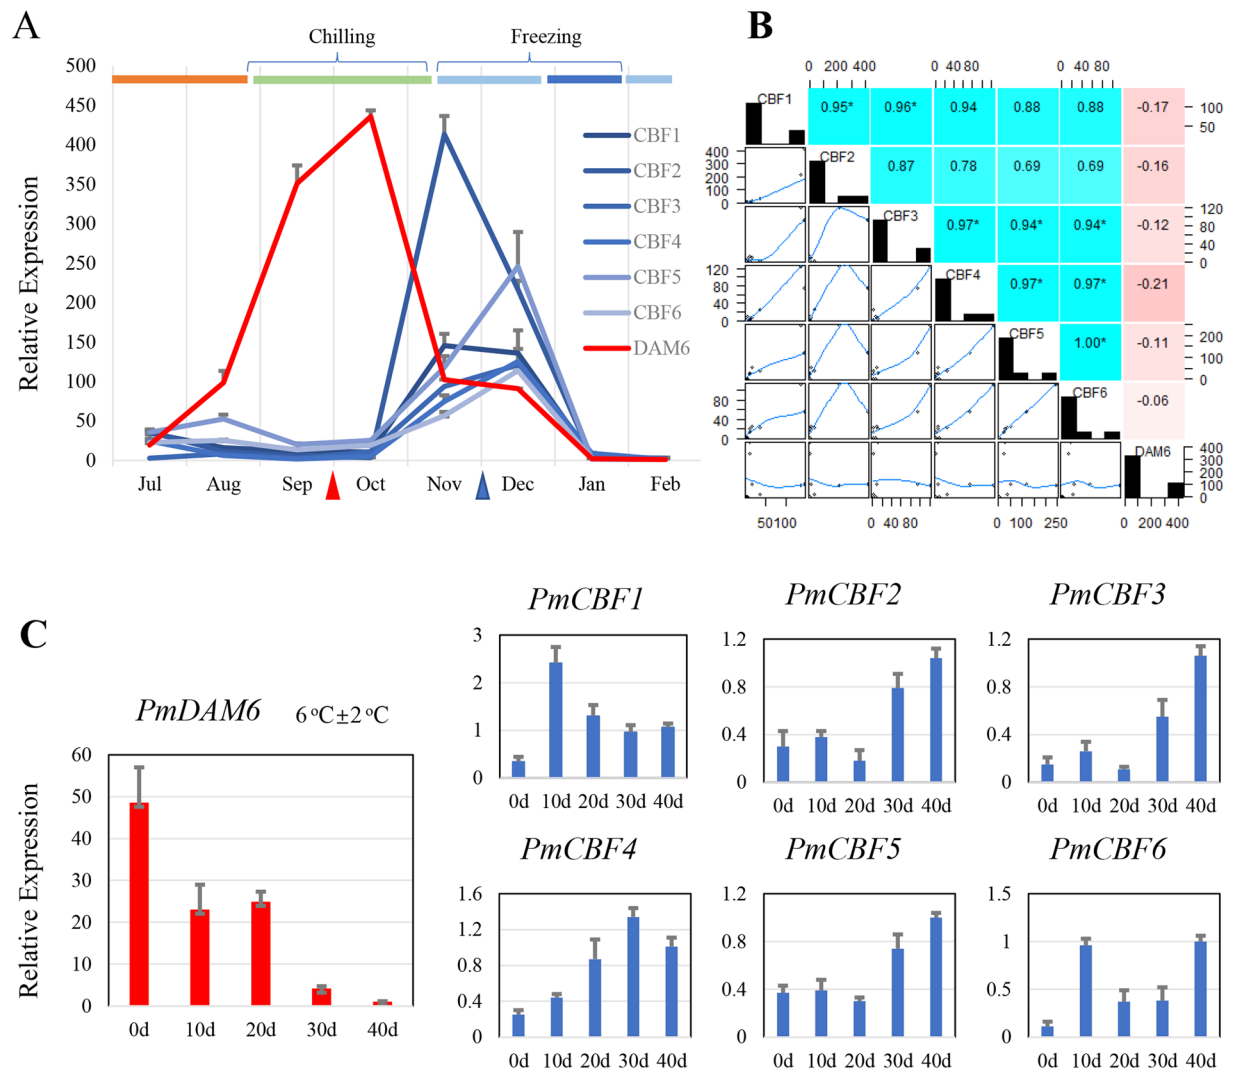 A
Chilling
Freezing
Relative Expression
500
450
400
350
300
250
200
150
100
50
0
CBF1
CBF2
CBF3
CBF4
CBF5
CBF6
DAM6
Jul Aug Sep Oct Nov Dec Jan Feb
B
0 200 400 0 40 80 0 40 80
CBF1 0.95* 0.96* 0.94 0.88 0.88 -0.17 100
50
400
300
200
100
0
CBF2 0.87 0.78 0.69 0.69 -0.16
CBF3 0.97* 0.94* 0.94* -0.12 120
80
40
0
120
80
40
0
CBF4 0.97* 0.97* -0.21
CBF5 1.00* -0.11 200
100
0
80
40
0
CBF6 -0.06
DAM6 400
300
200
100
0
50 100 0 40 80 0 100 250 0 200 400
C
PmDAM6 6 °C±2 °C
Relative Expression
60
50
40
30
20
10
0
0d 10d 20d 30d 40d
PmCBF1
3
2
1
0
0d 10d 20d 30d 40d
PmCBF2
1.2
0.8
0.4
0
0d 10d 20d 30d 40d
PmCBF3
1.2
0.8
0.4
0
0d 10d 20d 30d 40d
PmCBF4
1.6
1.2
0.8
0.4
0
0d 10d 20d 30d 40d
PmCBF5
1.2
0.8
0.4
0
0d 10d 20d 30d 40d
PmCBF6
1.5
1
0.5
0
0d 10d 20d 30d 40d